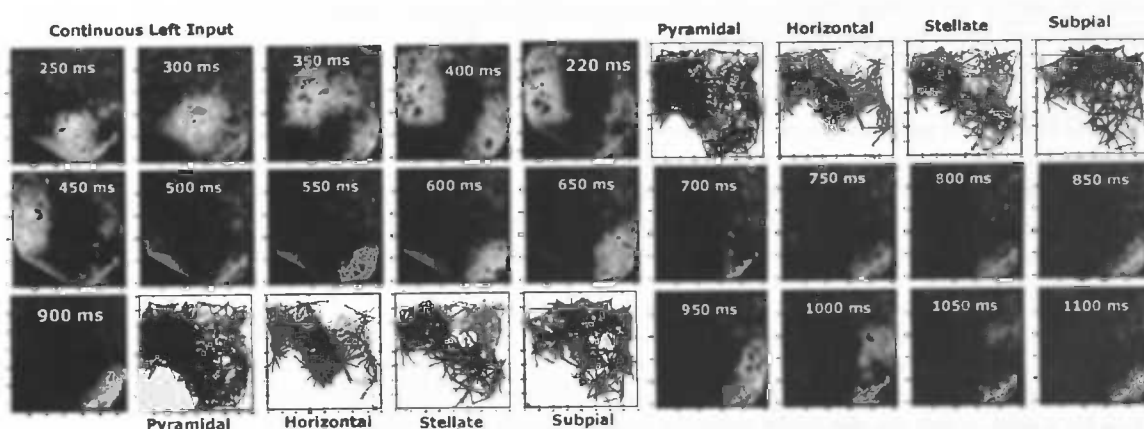 Continuous Left Input
Pyramidal Horizontal Stellate Subpial
250 ms 300 ms 350 ms 400 ms 220 ms
450 ms 500 ms 550 ms 600 ms 650 ms 700 ms 750 ms 800 ms 850 ms
900 ms 950 ms 1000 ms 1050 ms 1100 ms
Pyramidal Horizontal Stellate Subpial